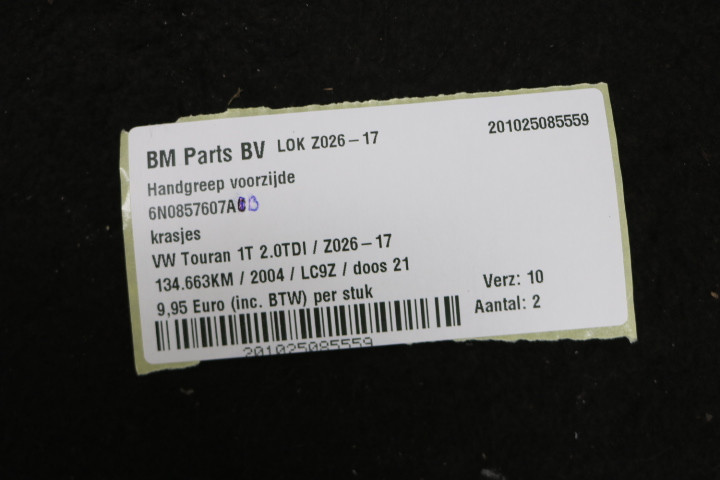 BM Parts BV LOK Z026-17 201025085559
Handgreep voorzijde
6N0857607A B
krasjes
VW Touran 1T 2.0TDI / Z026-17
134.663KM / 2004 / LC9Z / doos 21
9,95 Euro (inc. BTW) per stuk
Verz: 10
Aantal: 2
201025085559